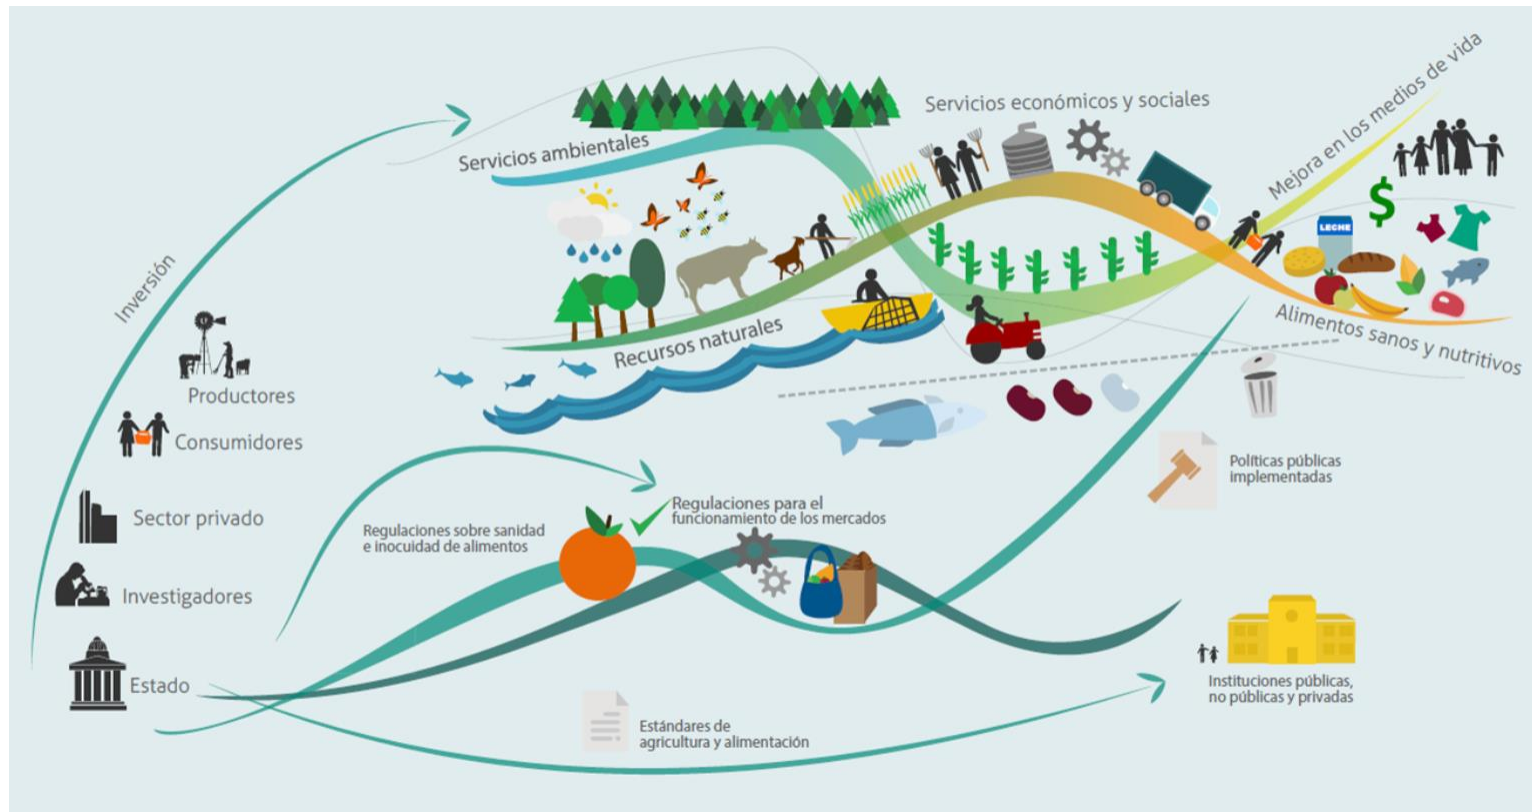 Servicios económicos y sociales
Mejora en los medios de vida
Servicios ambientales
LECHE
$
Inversión
Recursos naturales
Alimentos sanos y nutritivos
Productores
Consumidores
Sector privado
Investigadores
Estado
Regulaciones sobre sanidad
e inocuidad de alimentos
Regulaciones para el
funcionamiento de los mercados
Políticas públicas
implementadas
Instituciones públicas,
no públicas y privadas
Estándares de
agricultura y alimentación